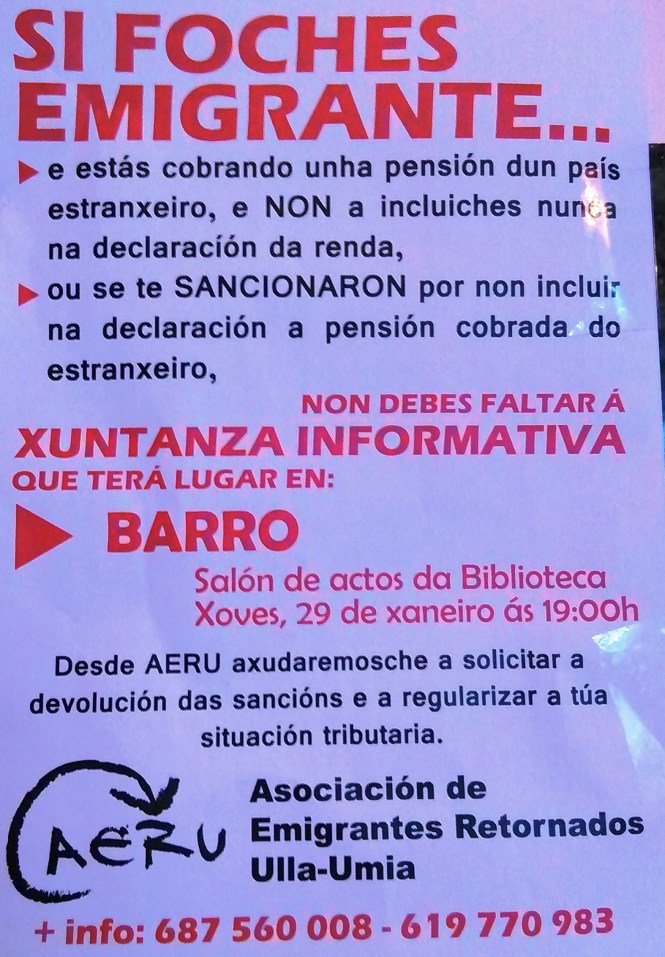 SI FOCHES
EMIGRANTE...
e estás cobrando unha pensión dun país
estranxeiro, e NON a incluiches nunca
na declaracíón da renda,
ou se te SANCIONARON por non incluir
na declaración a pensión cobrada do
estranxeiro,
NON DEBES FALTAR Á
XUNTANZA INFORMATIVA
QUE TERÁ LUGAR EN:
BARRO
Salón de actos da Biblioteca
Xoves, 29 de xaneiro ás 19:00h
Desde AERU axudaremosche a solicitar a
devolución das sancións e a regularizar a túa
situación tributaria.
AERU
Asociación de
Emigrantes Retornados
Ulla-Umia
+ info: 687 560 008 - 619 770 983